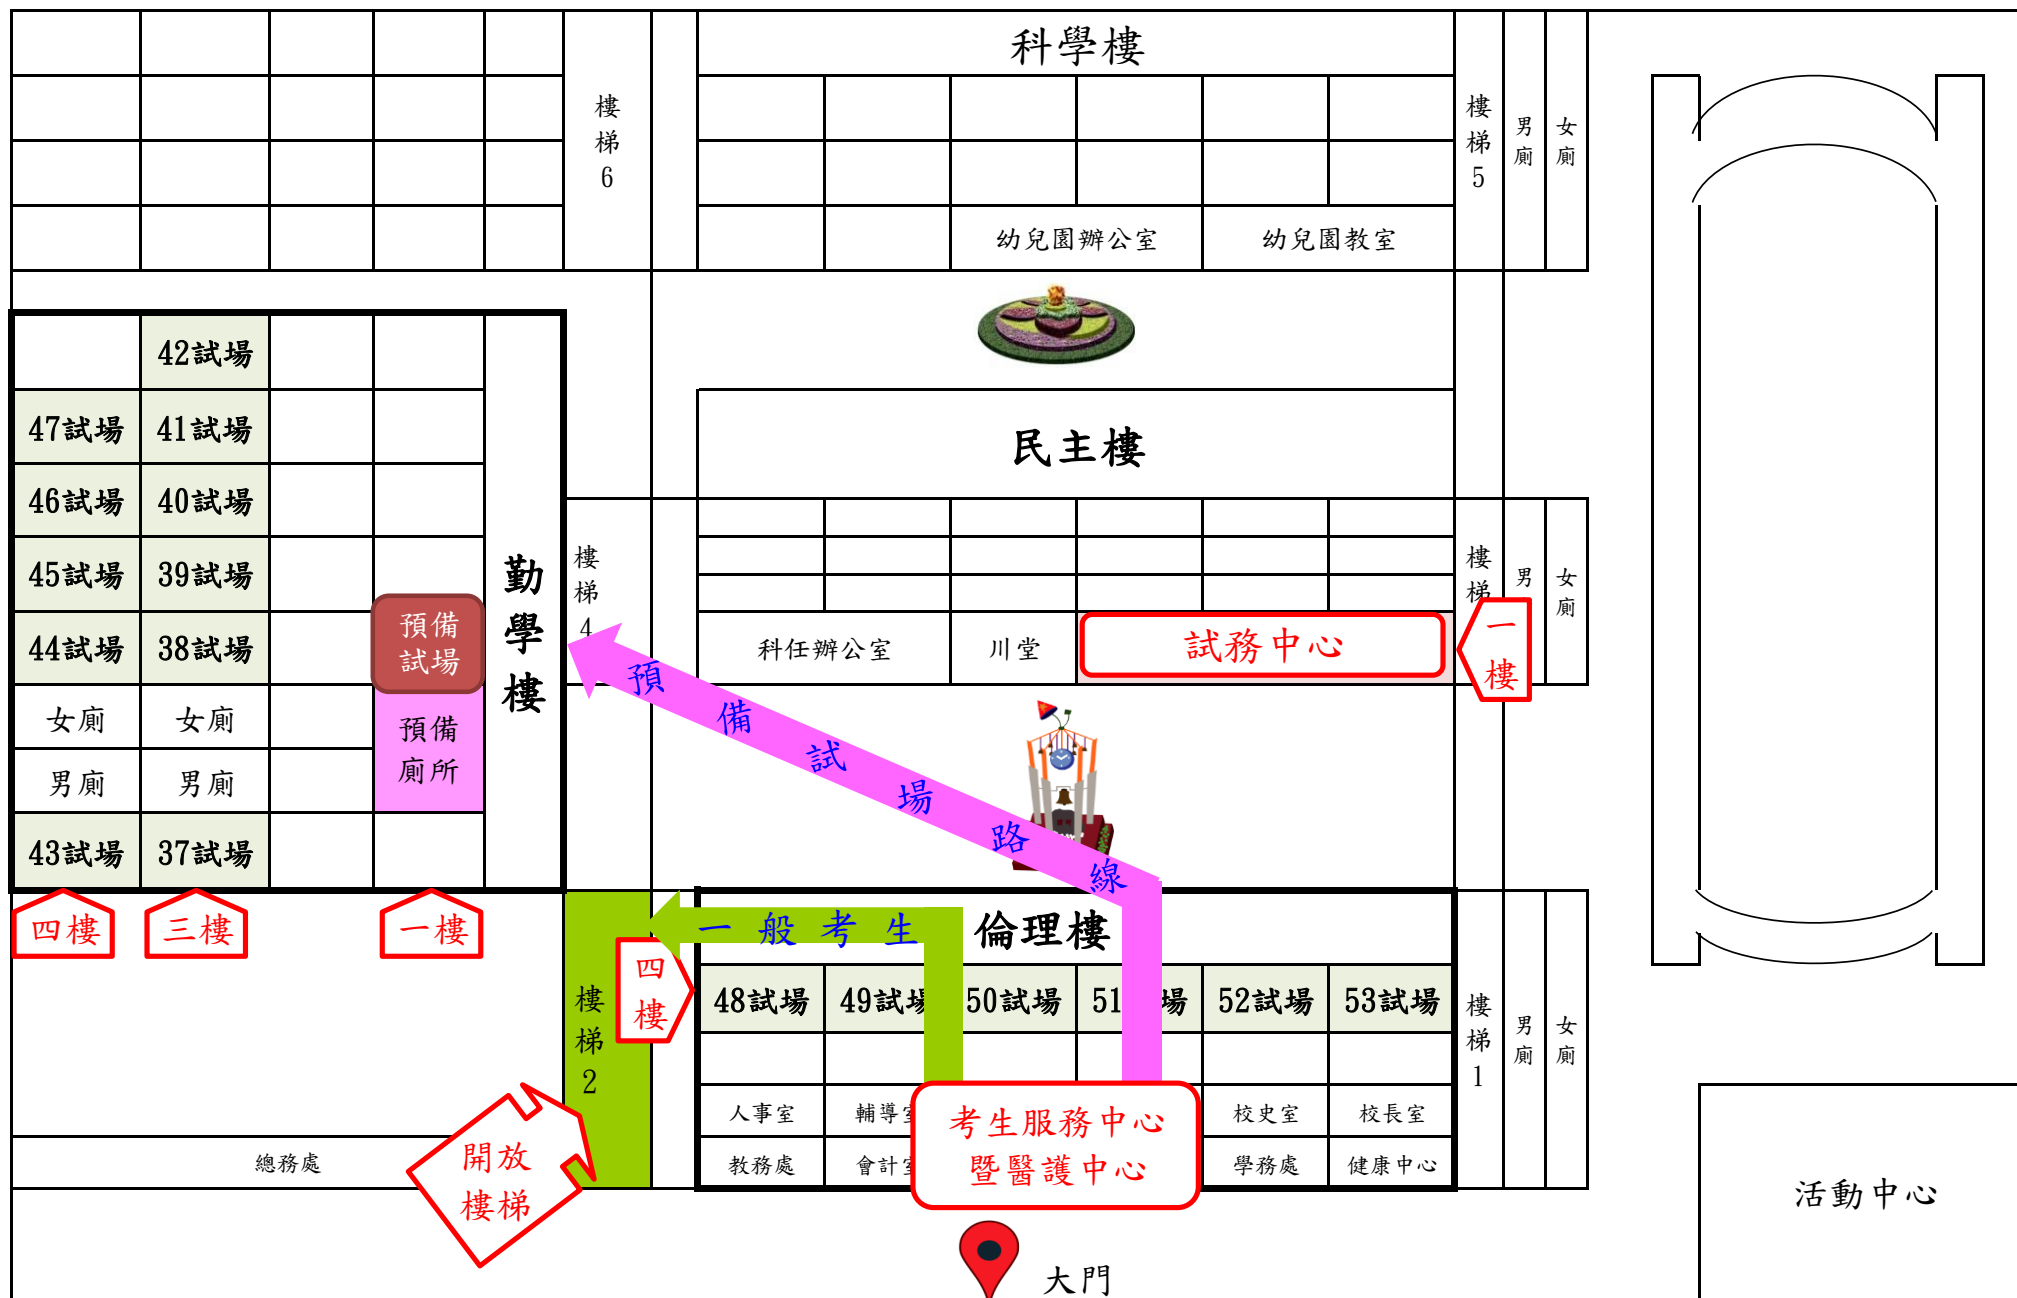 科學樓
樓梯6
樓梯5
男廁
女廁
幼兒園辦公室
幼兒園教室
42試場
47試場
41試場
46試場
40試場
45試場
39試場
44試場
38試場
預備
試場
女廁
女廁
預備
廁所
男廁
男廁
43試場
37試場
勤學樓
四樓
三樓
一樓
民主樓
樓梯4
樓梯
男廁
女廁
科任辦公室
川堂
試務中心
一樓
預備試場路線
一般考生
倫理樓
四樓
樓梯2
48試場
49試場
50試場
51
場
52試場
53試場
樓梯1
男廁
女廁
人事室
輔導
校史室
校長室
考生服務中心
暨醫護中心
教務處
會計
學務處
健康中心
總務處
開放
樓梯
大門
活動中心